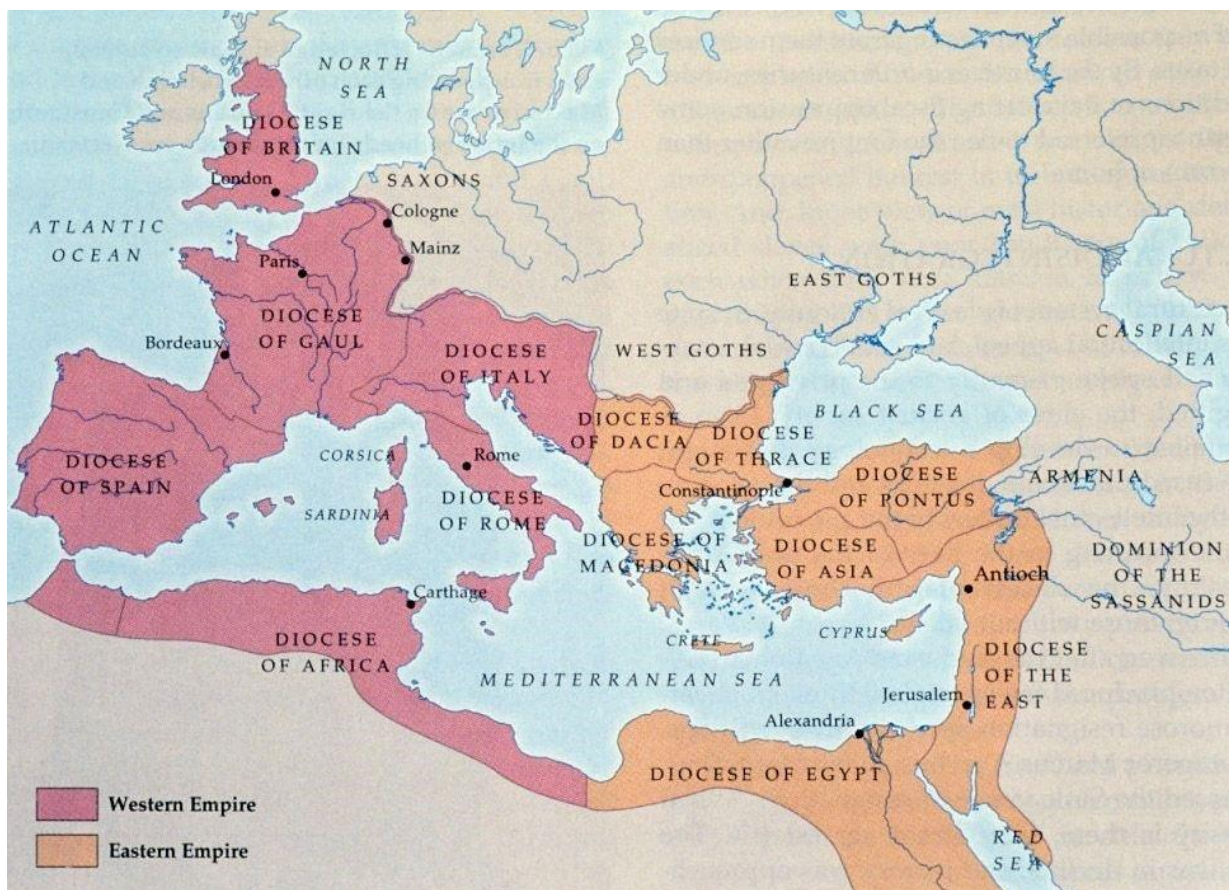 NORTH
SEA
DIOCESE
OF BRITAIN
London
SAXONS
Cologne
Mainz
ATLANTIC
OCEAN
Paris
DIOCESE
OF GAUL
Bordeaux
EAST GOTHS
CASPIAN
SEA
WEST GOTHS
DIOCESE
OF ITALY
BLACK SEA
DIOCESE
OF DACIA
DIOCESE
OF THRACE
DIOCESE
OF SPAIN
CORSICA
Rome
SARDINIA
DIOCESE
OF ROME
Constantinople
DIOCESE
OF PONTUS
ARMENIA
DIOCESE OF
MACEDONIA
DIOCESE
OF ASIA
DOMINION
OF THE
SASSANIDS
Antioch
Carthage
CRETE
CYPRUS
DIOCESE
OF AFRICA
DIOCESE
OF THE
EAST
MEDITERRANEAN SEA
Jerusalem
Alexandria
DIOCESE OF EGYPT
RED
SEA
Western Empire
Eastern Empire